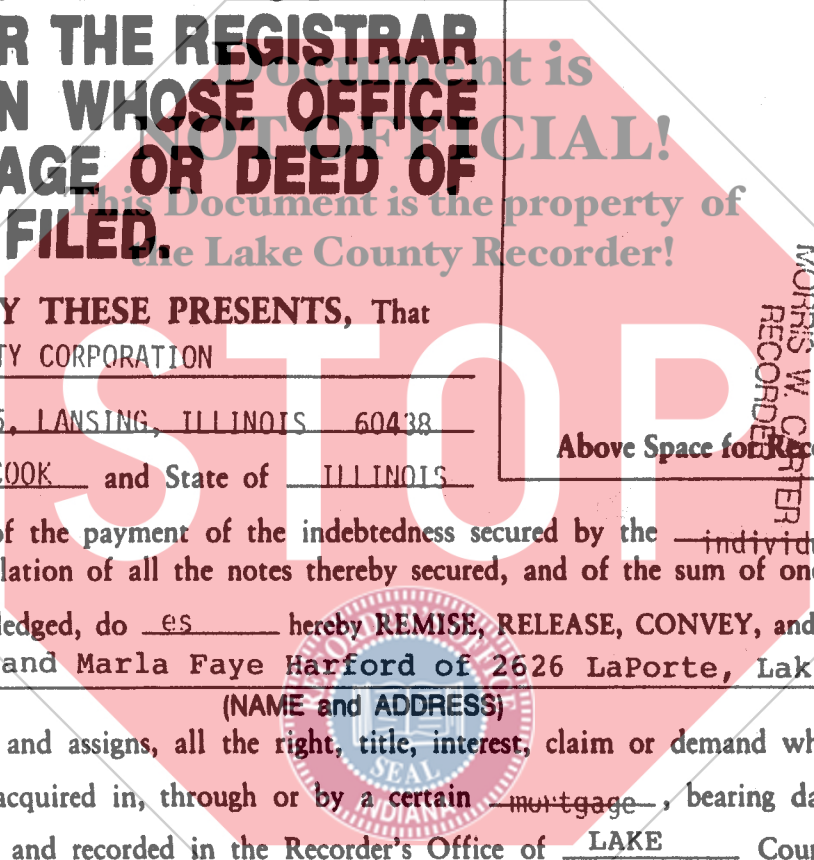 R THE REGISTRAR
N WHOSE OFFICE
AGE OR DEED OF
FILED.
Document is
NOT OFFICIAL!
This Document is the property of
the Lake County Recorder!
Y THESE PRESENTS, That
TY CORPORATION
LANSING, ILLINOIS 60438
COOK and State of ILLINOIS
STOP
MORRIS W. CARTER
RECORDER
Above Space for Rec
of the payment of the indebtedness secured by the individu
lation of all the notes thereby secured, and of the sum of one
ledged, do es hereby REMISE, RELEASE, CONVEY, and
and Marla Faye Harford of 2626 LaPorte, Lak
(NAME and ADDRESS)
and assigns, all the right, title, interest, claim or demand wh
acquired in, through or by a certain mortgage, bearing da
and recorded in the Recorder's Office of LAKE Coun
SEAL
INDIANA